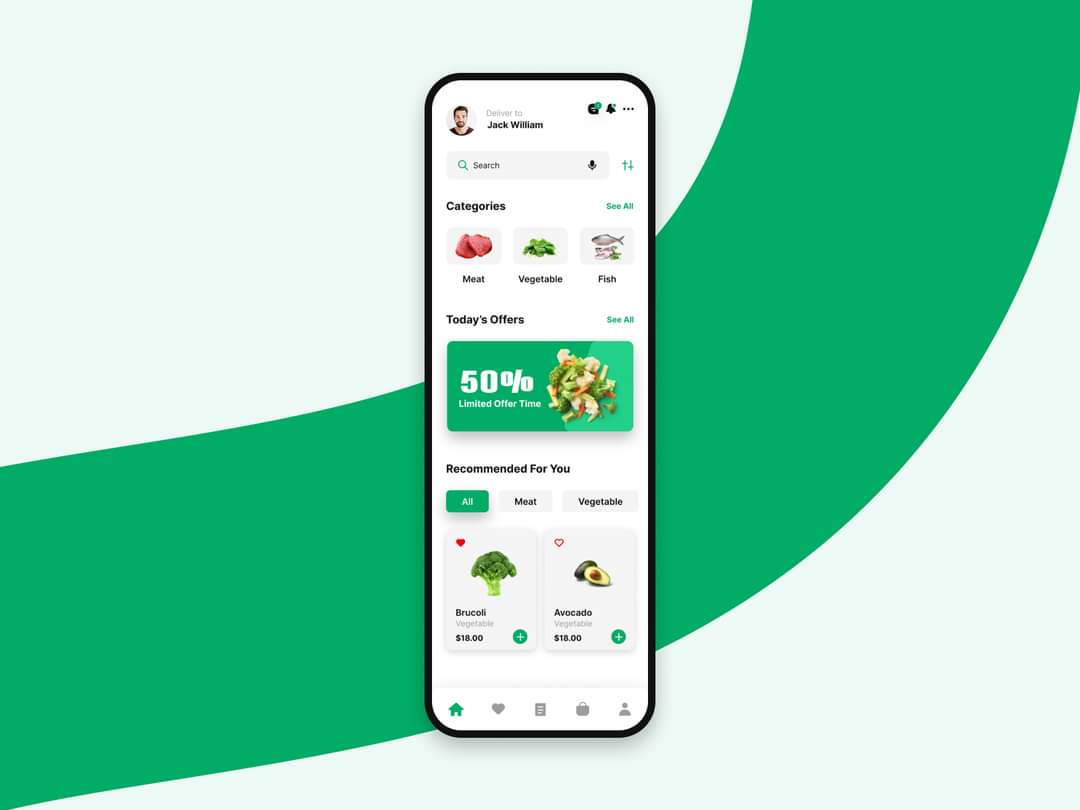 Deliver to
Jack William
Search
Categories
See All
Meat
Vegetable
Fish
Today's Offers
See All
50%
Limited Offer Time
Recommended For You
All
Meat
Vegetable
Brucoli
Vegetable
$18.00
Avocado
Vegetable
$18.00